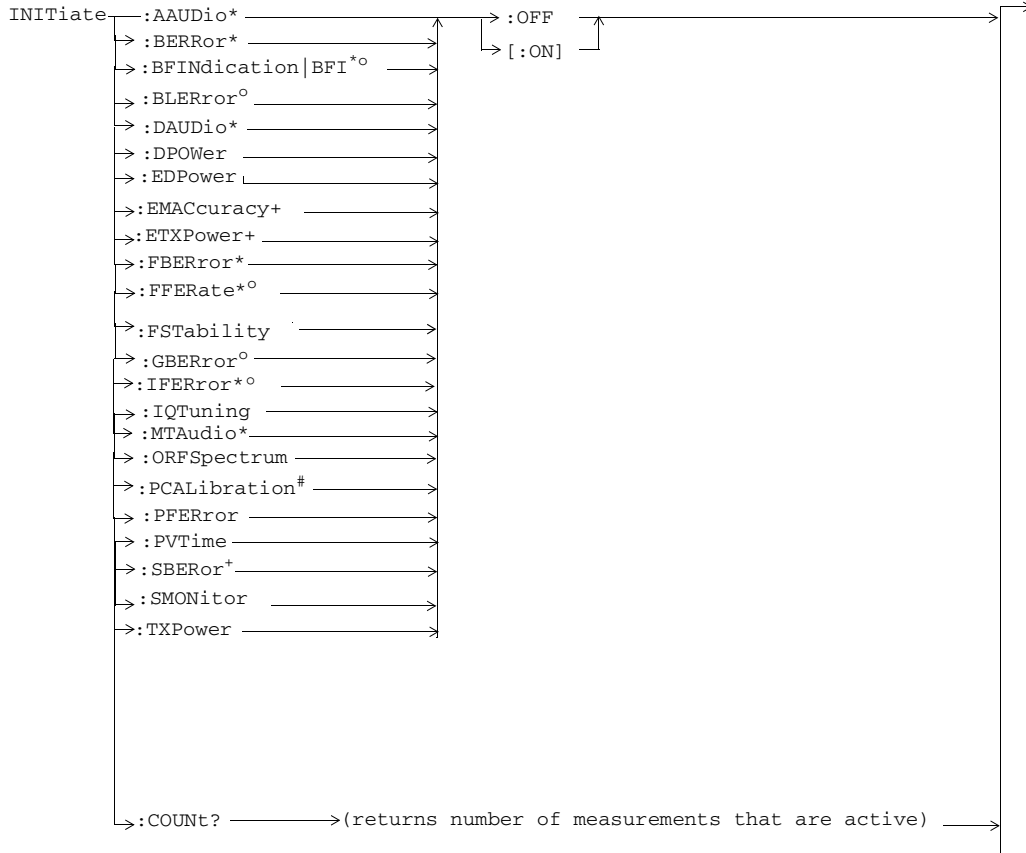 INITiate :AAUDio* :OFF
:BERRor* [:ON]
:BFINdication|BFI*o
:BLERror o
:DAUDio*
:DPOWer
:EDPower
:EMACcuracy+
:ETXPower+
:FBERror*
:FFERate*o
:FSTability
:GBERror o
:IFERror*o
:IQTuning
:MTAudio*
:ORFSpectrum
:PCALibration#
:PFERror
:PVTime
:SBERor+
:SMONitor
:TXPower
:COUNt? (returns number of measurements that are active)